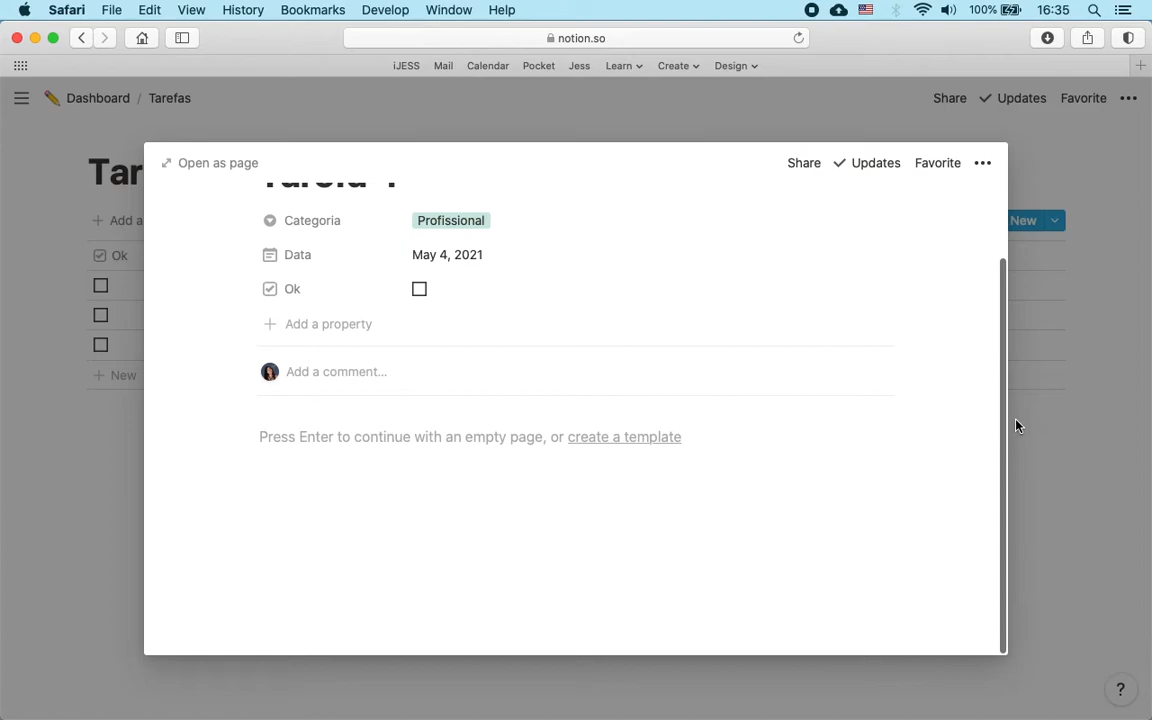 Safari File Edit View History Bookmarks Develop Window Help 100% 16:35
notion.so
iJESS Mail Calendar Pocket Jess Learn Create Design
Dashboard / Tarefas Share Updates Favorite
Open as page Share Updates Favorite
Tar
Add a
New
Categoria Profissional
Ok
Data May 4, 2021
Ok
Add a property
Add a comment...
New
Press Enter to continue with an empty page, or create a template
?